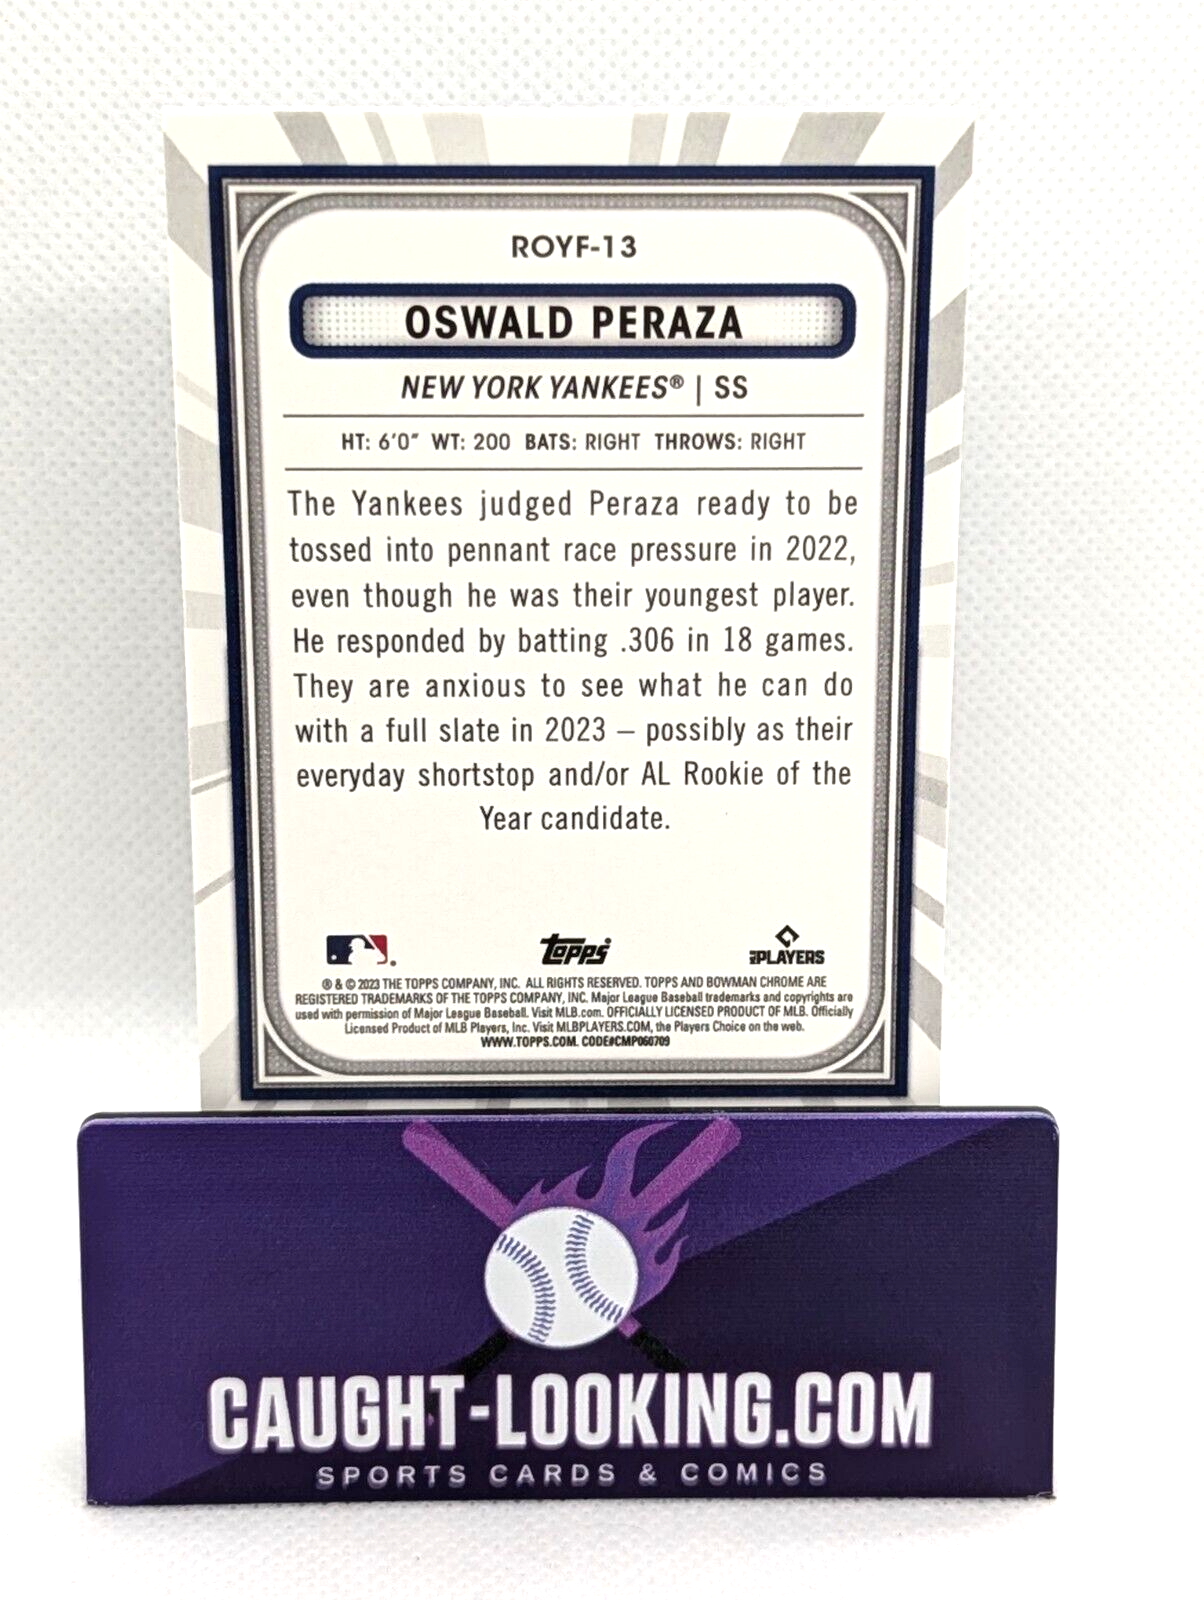 ROYF-13
OSWALD PERAZA
NEW YORK YANKEES® | SS
HT: 6'0" WT: 200 BATS: RIGHT THROWS: RIGHT
The Yankees judged Peraza ready to be
tossed into pennant race pressure in 2022,
even though he was their youngest player.
He responded by batting .306 in 18 games.
They are anxious to see what he can do
with a full slate in 2023 – possibly as their
everyday shortstop and/or AL Rookie of the
Year candidate.
topps
MLB PLAYERS
® & © 2023 THE TOPPS COMPANY, INC. ALL RIGHTS RESERVED. TOPPS AND BOWMAN CHROME ARE
REGISTERED TRADEMARKS OF THE TOPPS COMPANY, INC. Major League Baseball trademarks and copyrights are
used with permission of Major League Baseball. Visit MLB.com. OFFICIALLY LICENSED PRODUCT OF MLB. Officially
Licensed Product of MLB Players, Inc. Visit MLBPLAYERS.COM, the Players Choice on the web.
WWW.TOPPS.COM. CODE#CMP060709
CAUGHT-LOOKING.COM
SPORTS CARDS & COMICS